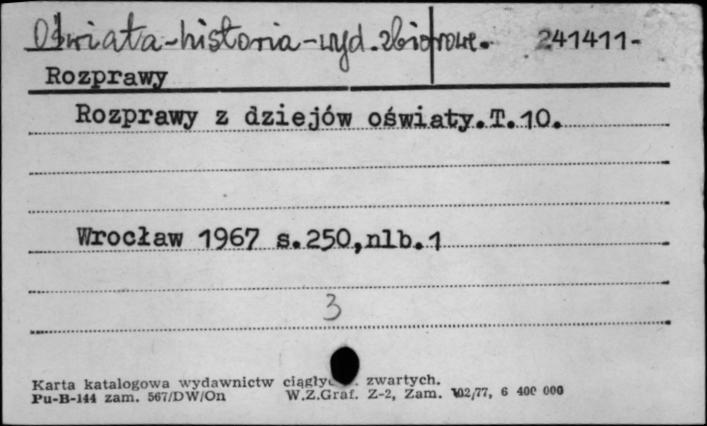 Oświata-historia-wyd. zbiorowe. 241411-
Rozprawy
Rozprawy z dziejów oświaty.T.10.
Wrocław 1967 s.250,nlb.1
3
Karta katalogowa wydawnictw zwartych.
Pu-B-144 zam. 567/DW/On W.Z.Graf. Z-2, Zam. 102/77, 6 400 000